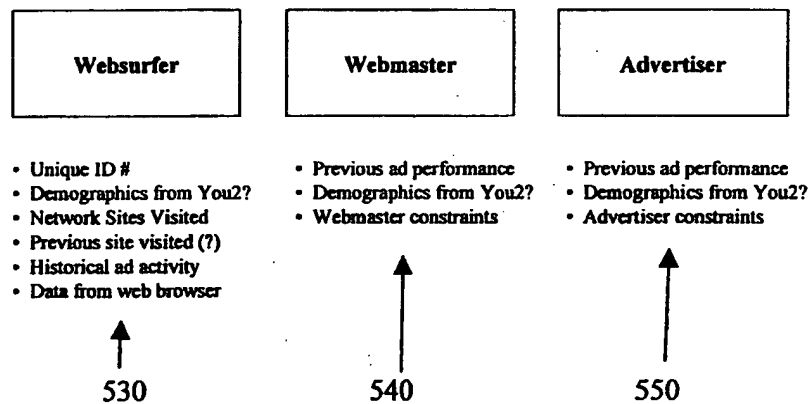 Websurfer
Webmaster
Advertiser
• Unique ID #
• Demographics from You2?
• Network Sites Visited
• Previous site visited (?)
• Historical ad activity
• Data from web browser
• Previous ad performance
• Demographics from You2?
• Webmaster constraints
• Previous ad performance
• Demographics from You2?
• Advertiser constraints
530
540
550